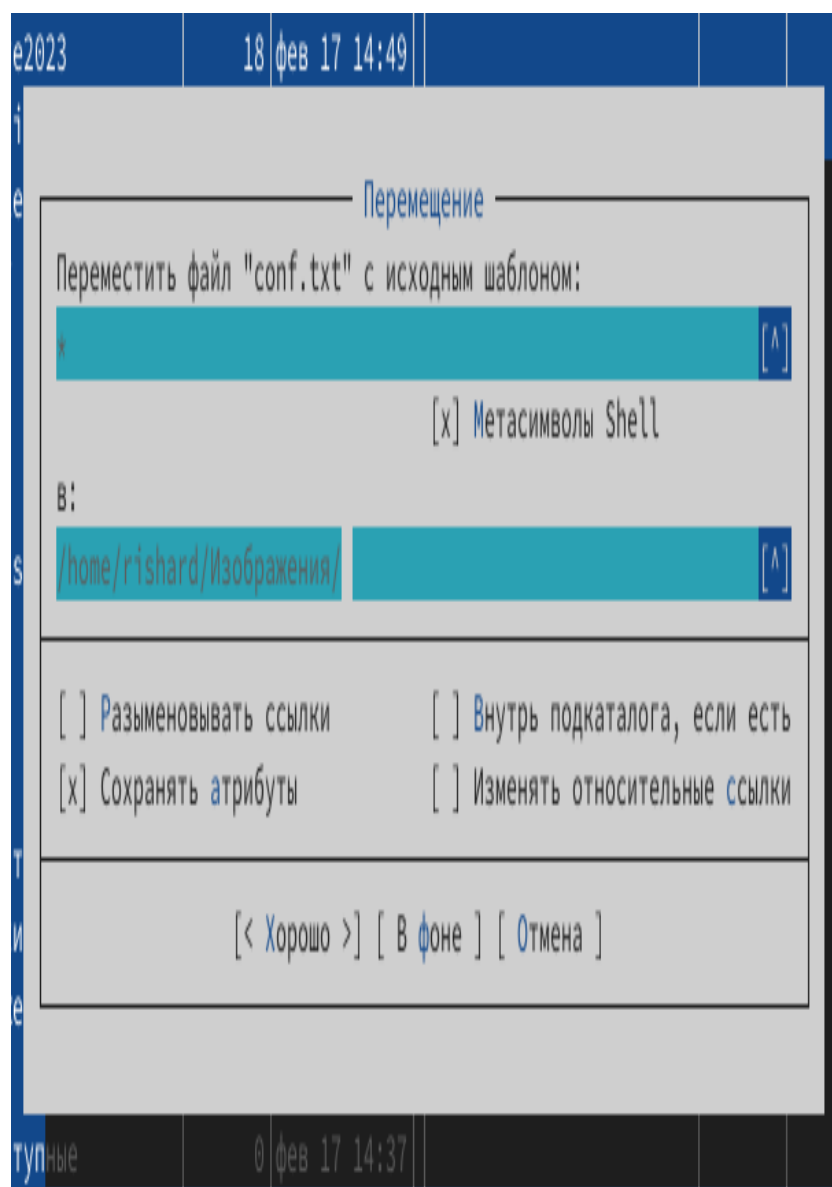 e2023 18 фев 17 14:49
i
e
Перемещение
Переместить файл "conf.txt" с исходным шаблоном:
* [^]
[x] Метасимволы Shell
в:
s /home/rishard/Изображения/ [^]
[ ] Разыменовывать ссылки [ ] Внутрь подкаталога, если есть
[x] Сохранять атрибуты [ ] Изменять относительные ссылки
т
и [< Хорошо >] [ В фоне ] [ Отмена ]
е
тупные 0 фев 17 14:37